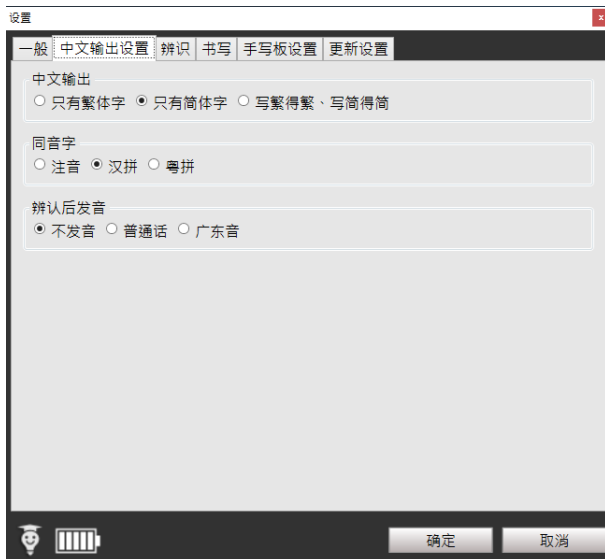 设置
x
一般 中文输出设置 辨识 书写 手写板设置 更新设置
中文输出
只有繁体字 只有简体字 写繁得繁、写简得简
同音字
注音 汉拼 粤拼
辨认后发音
不发音 普通话 广东音
确定 取消